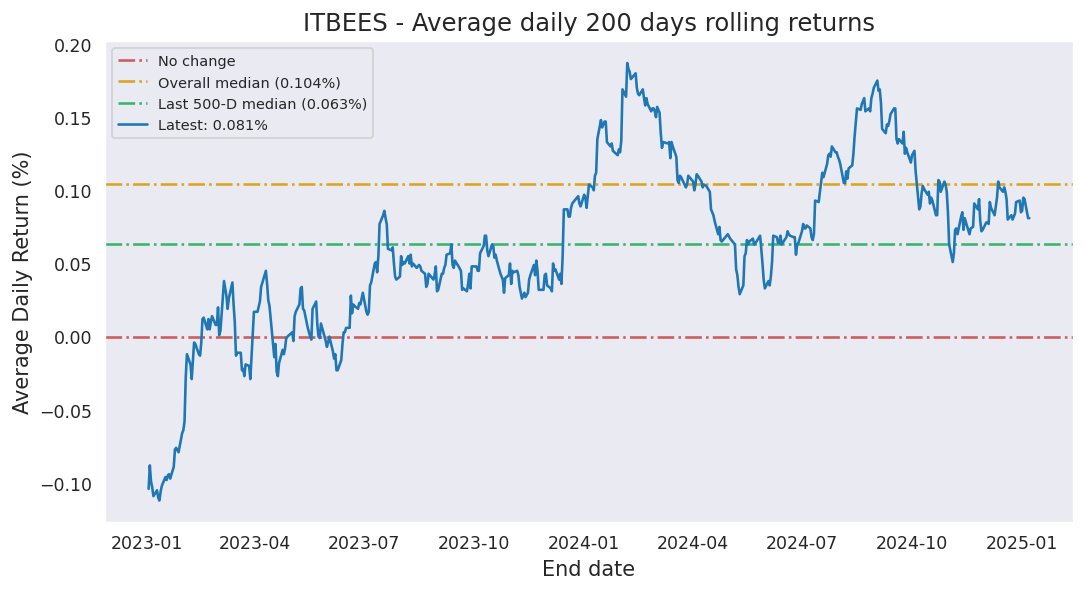 ITBEES - Average daily 200 days rolling returns
0.20
0.15
0.10
0.05
0.00
−0.05
−0.10
Average Daily Return (%)
No change
Overall median (0.104%)
Last 500-D median (0.063%)
Latest: 0.081%
2023-01 2023-04 2023-07 2023-10 2024-01 2024-04 2024-07 2024-10 2025-01
End date